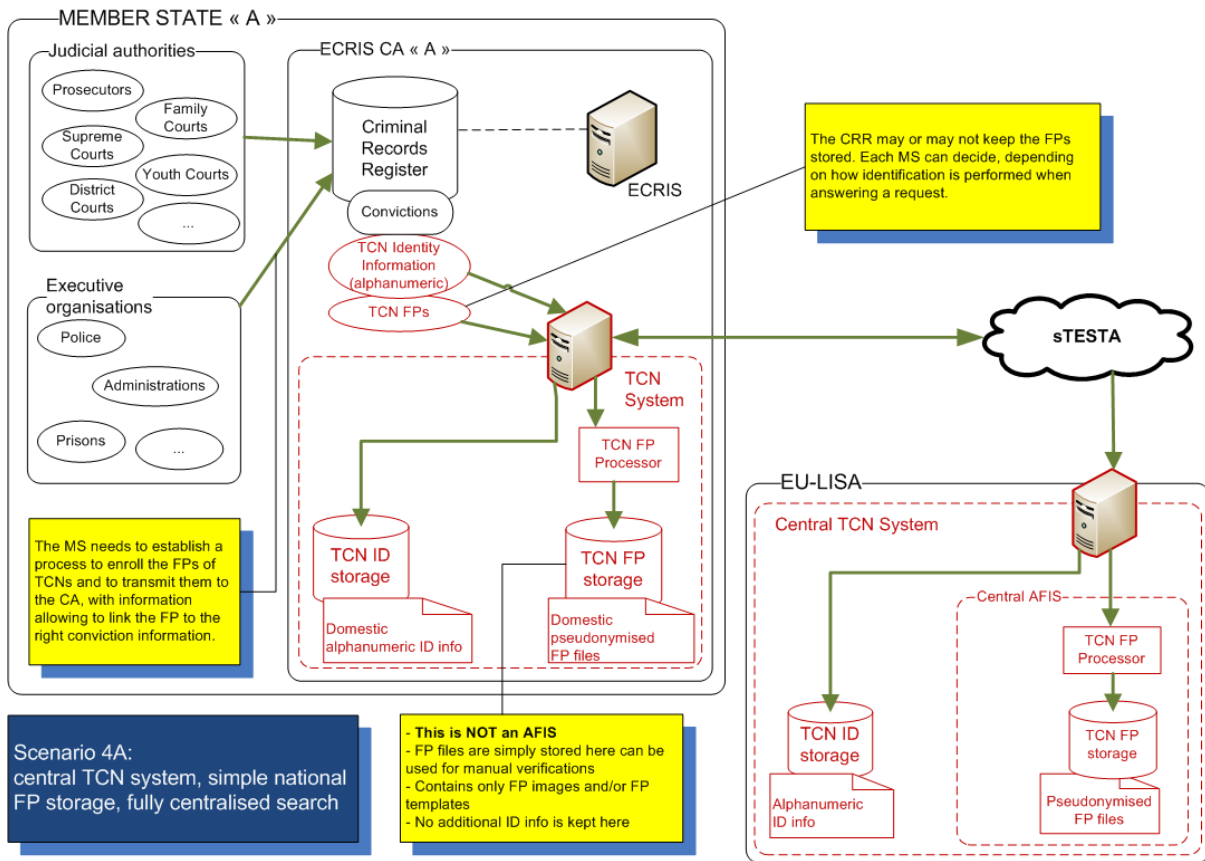 MEMBER STATE « A »
Judicial authorities
Prosecutors
Family
Courts
Supreme
Courts
Youth Courts
District
Courts
...
Executive
organisations
Police
Administrations
Prisons
...
The MS needs to establish a
process to enroll the FPs of
TCNs and to transmit them to
the CA, with information
allowing to link the FP to the
right conviction information.
ECRIS CA « A »
Criminal
Records
Register
Convictions
TCN Identity
Information
(alphanumeric)
TCN FPs
ECRIS
TCN
System
TCN FP
Processor
TCN ID
storage
Domestic
alphanumeric ID info
TCN FP
storage
Domestic
pseudonymised
FP files
The CRR may or may not keep the FPs
stored. Each MS can decide, depending
on how identification is performed when
answering a request.
sTESTA
EU-LISA
Central TCN System
Central AFIS
TCN FP
Processor
TCN ID
storage
Alphanumeric
ID info
TCN FP
storage
Pseudonymised
FP files
Scenario 4A:
central TCN system, simple national
FP storage, fully centralised search
- This is NOT an AFIS
- FP files are simply stored here can be
used for manual verifications
- Contains only FP images and/or FP
templates
- No additional ID info is kept here